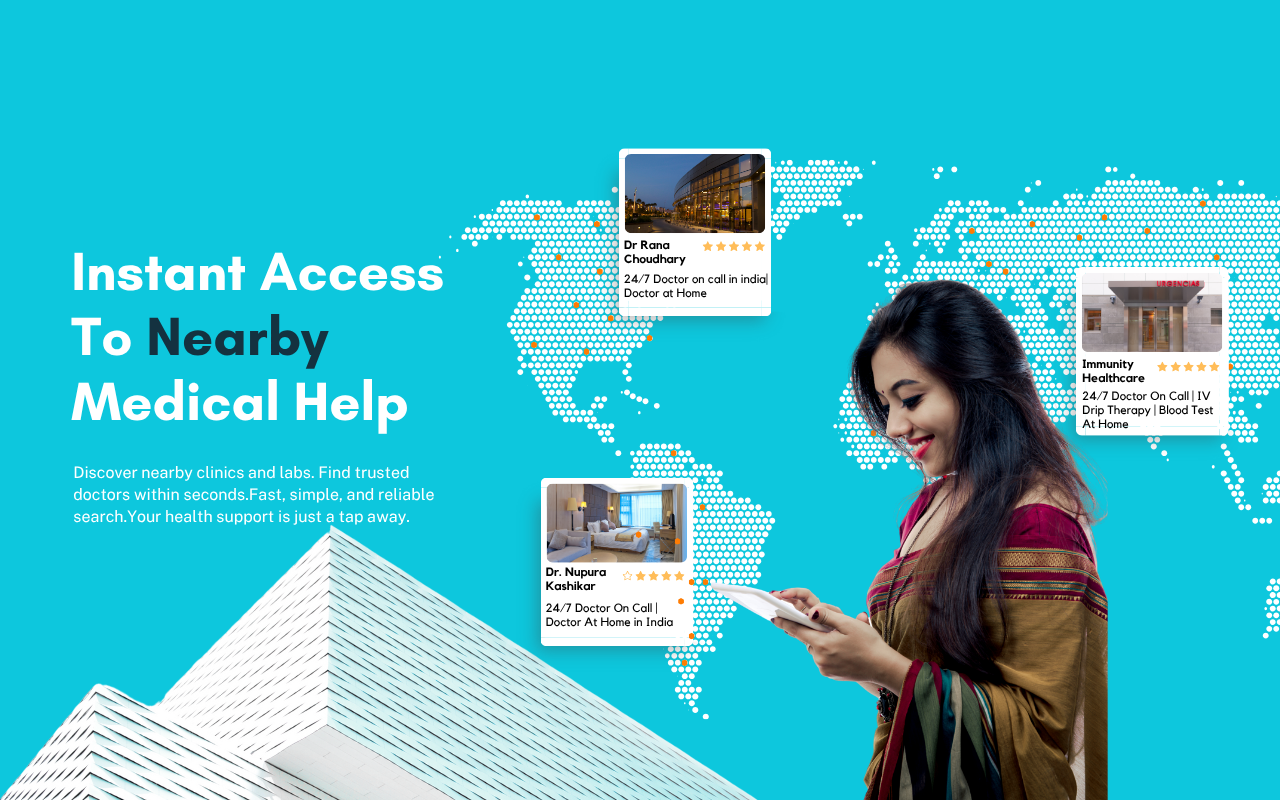 Instant Access
To Nearby
Medical Help
Discover nearby clinics and labs. Find trusted
doctors within seconds.Fast, simple, and reliable
search.Your health support is just a tap away.
Dr Rana
Choudhary
24/7 Doctor on call in india|
Doctor at Home
URGENCIAS
Immunity
Healthcare
24/7 Doctor On Call | IV
Drip Therapy | Blood Test
At Home
Dr. Nupura
Kashikar
24/7 Doctor On Call |
Doctor At Home in India